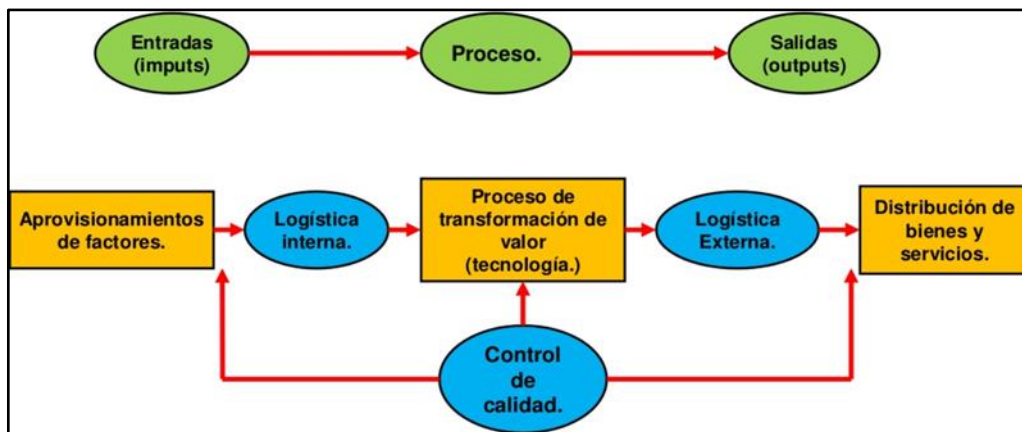 Entradas
(imputs)
Proceso.
Salidas
(outputs)
Aprovisionamientos
de factores.
Logística
interna.
Proceso de
transformación de
valor
(tecnología.)
Logística
Externa.
Distribución de
bienes y
servicios.
Control
de
calidad.